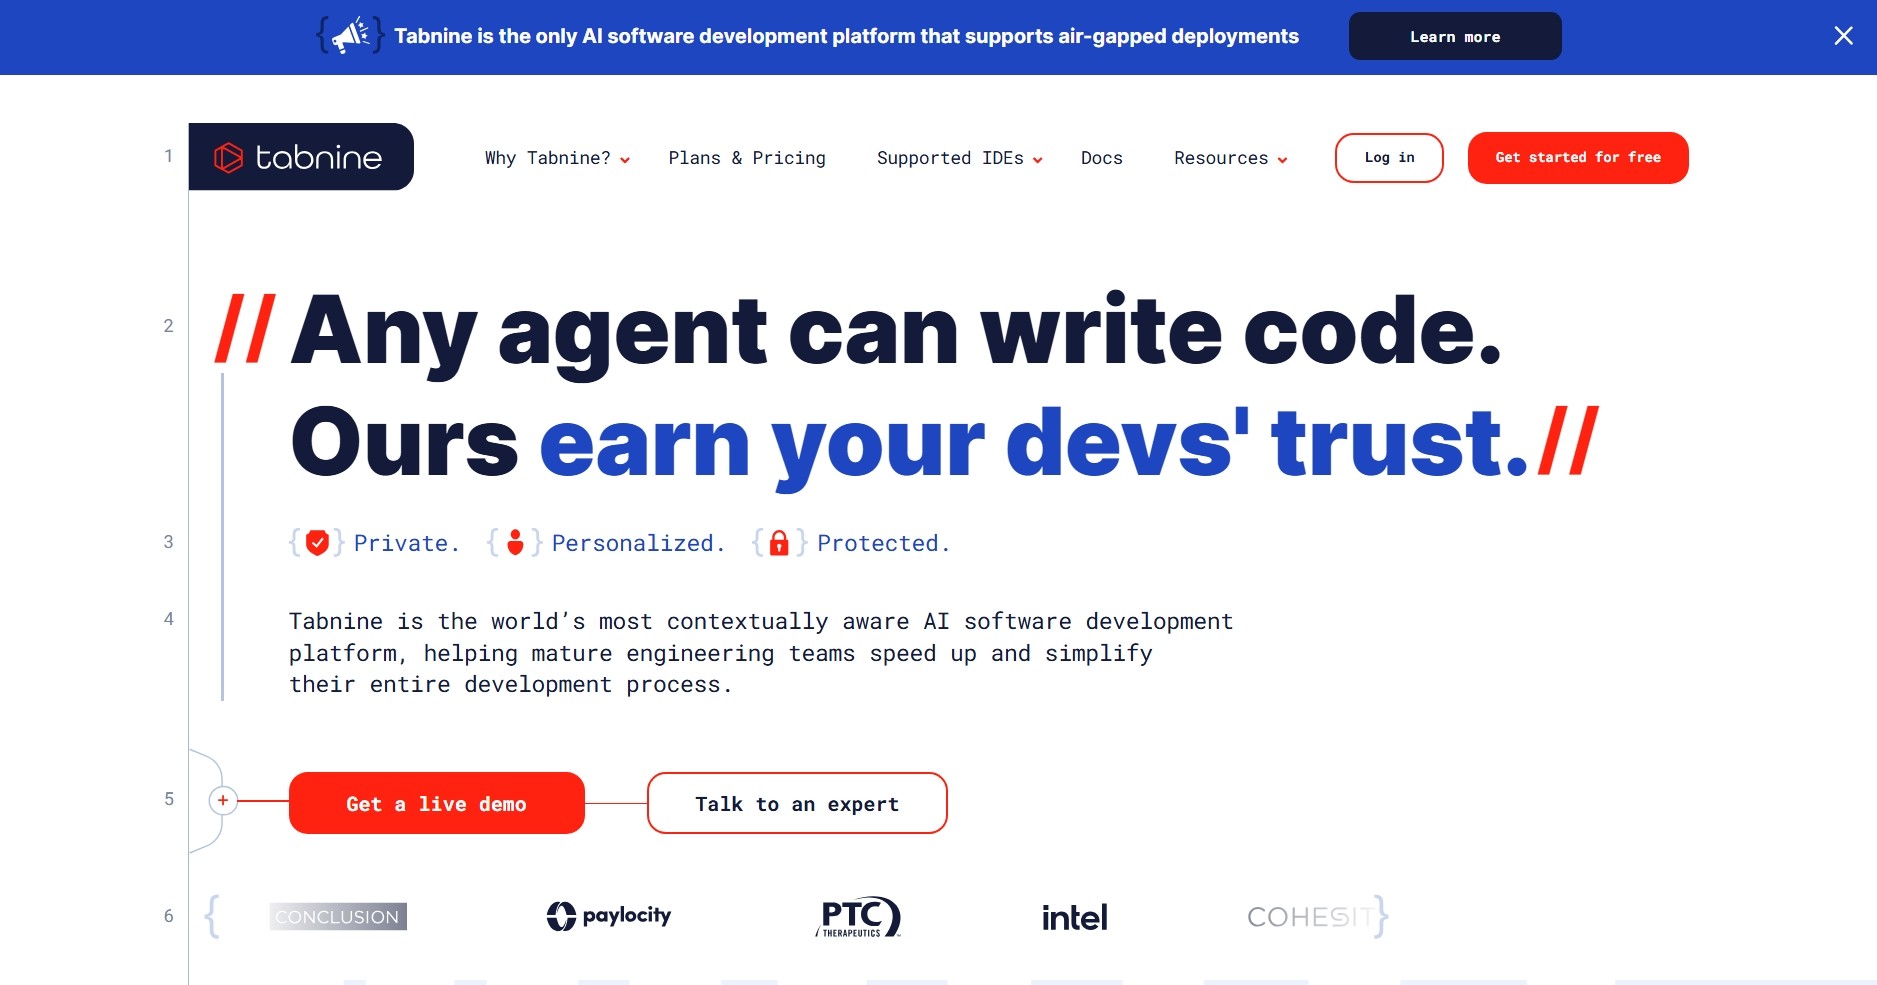 Tabnine is the only AI software development platform that supports air-gapped deployments
Learn more
1
tabnine
Why Tabnine?
Plans & Pricing
Supported IDEs
Docs
Resources
Log in
Get started for free
2
// Any agent can write code.
Ours earn your devs' trust.//
3
{ } Private. { } Personalized. { } Protected.
4
Tabnine is the world’s most contextually aware AI software development
platform, helping mature engineering teams speed up and simplify
their entire development process.
5
+
Get a live demo
Talk to an expert
6
{
CONCLUSION
paylocity
PTC
THERAPEUTICS
intel
COHESIT
}